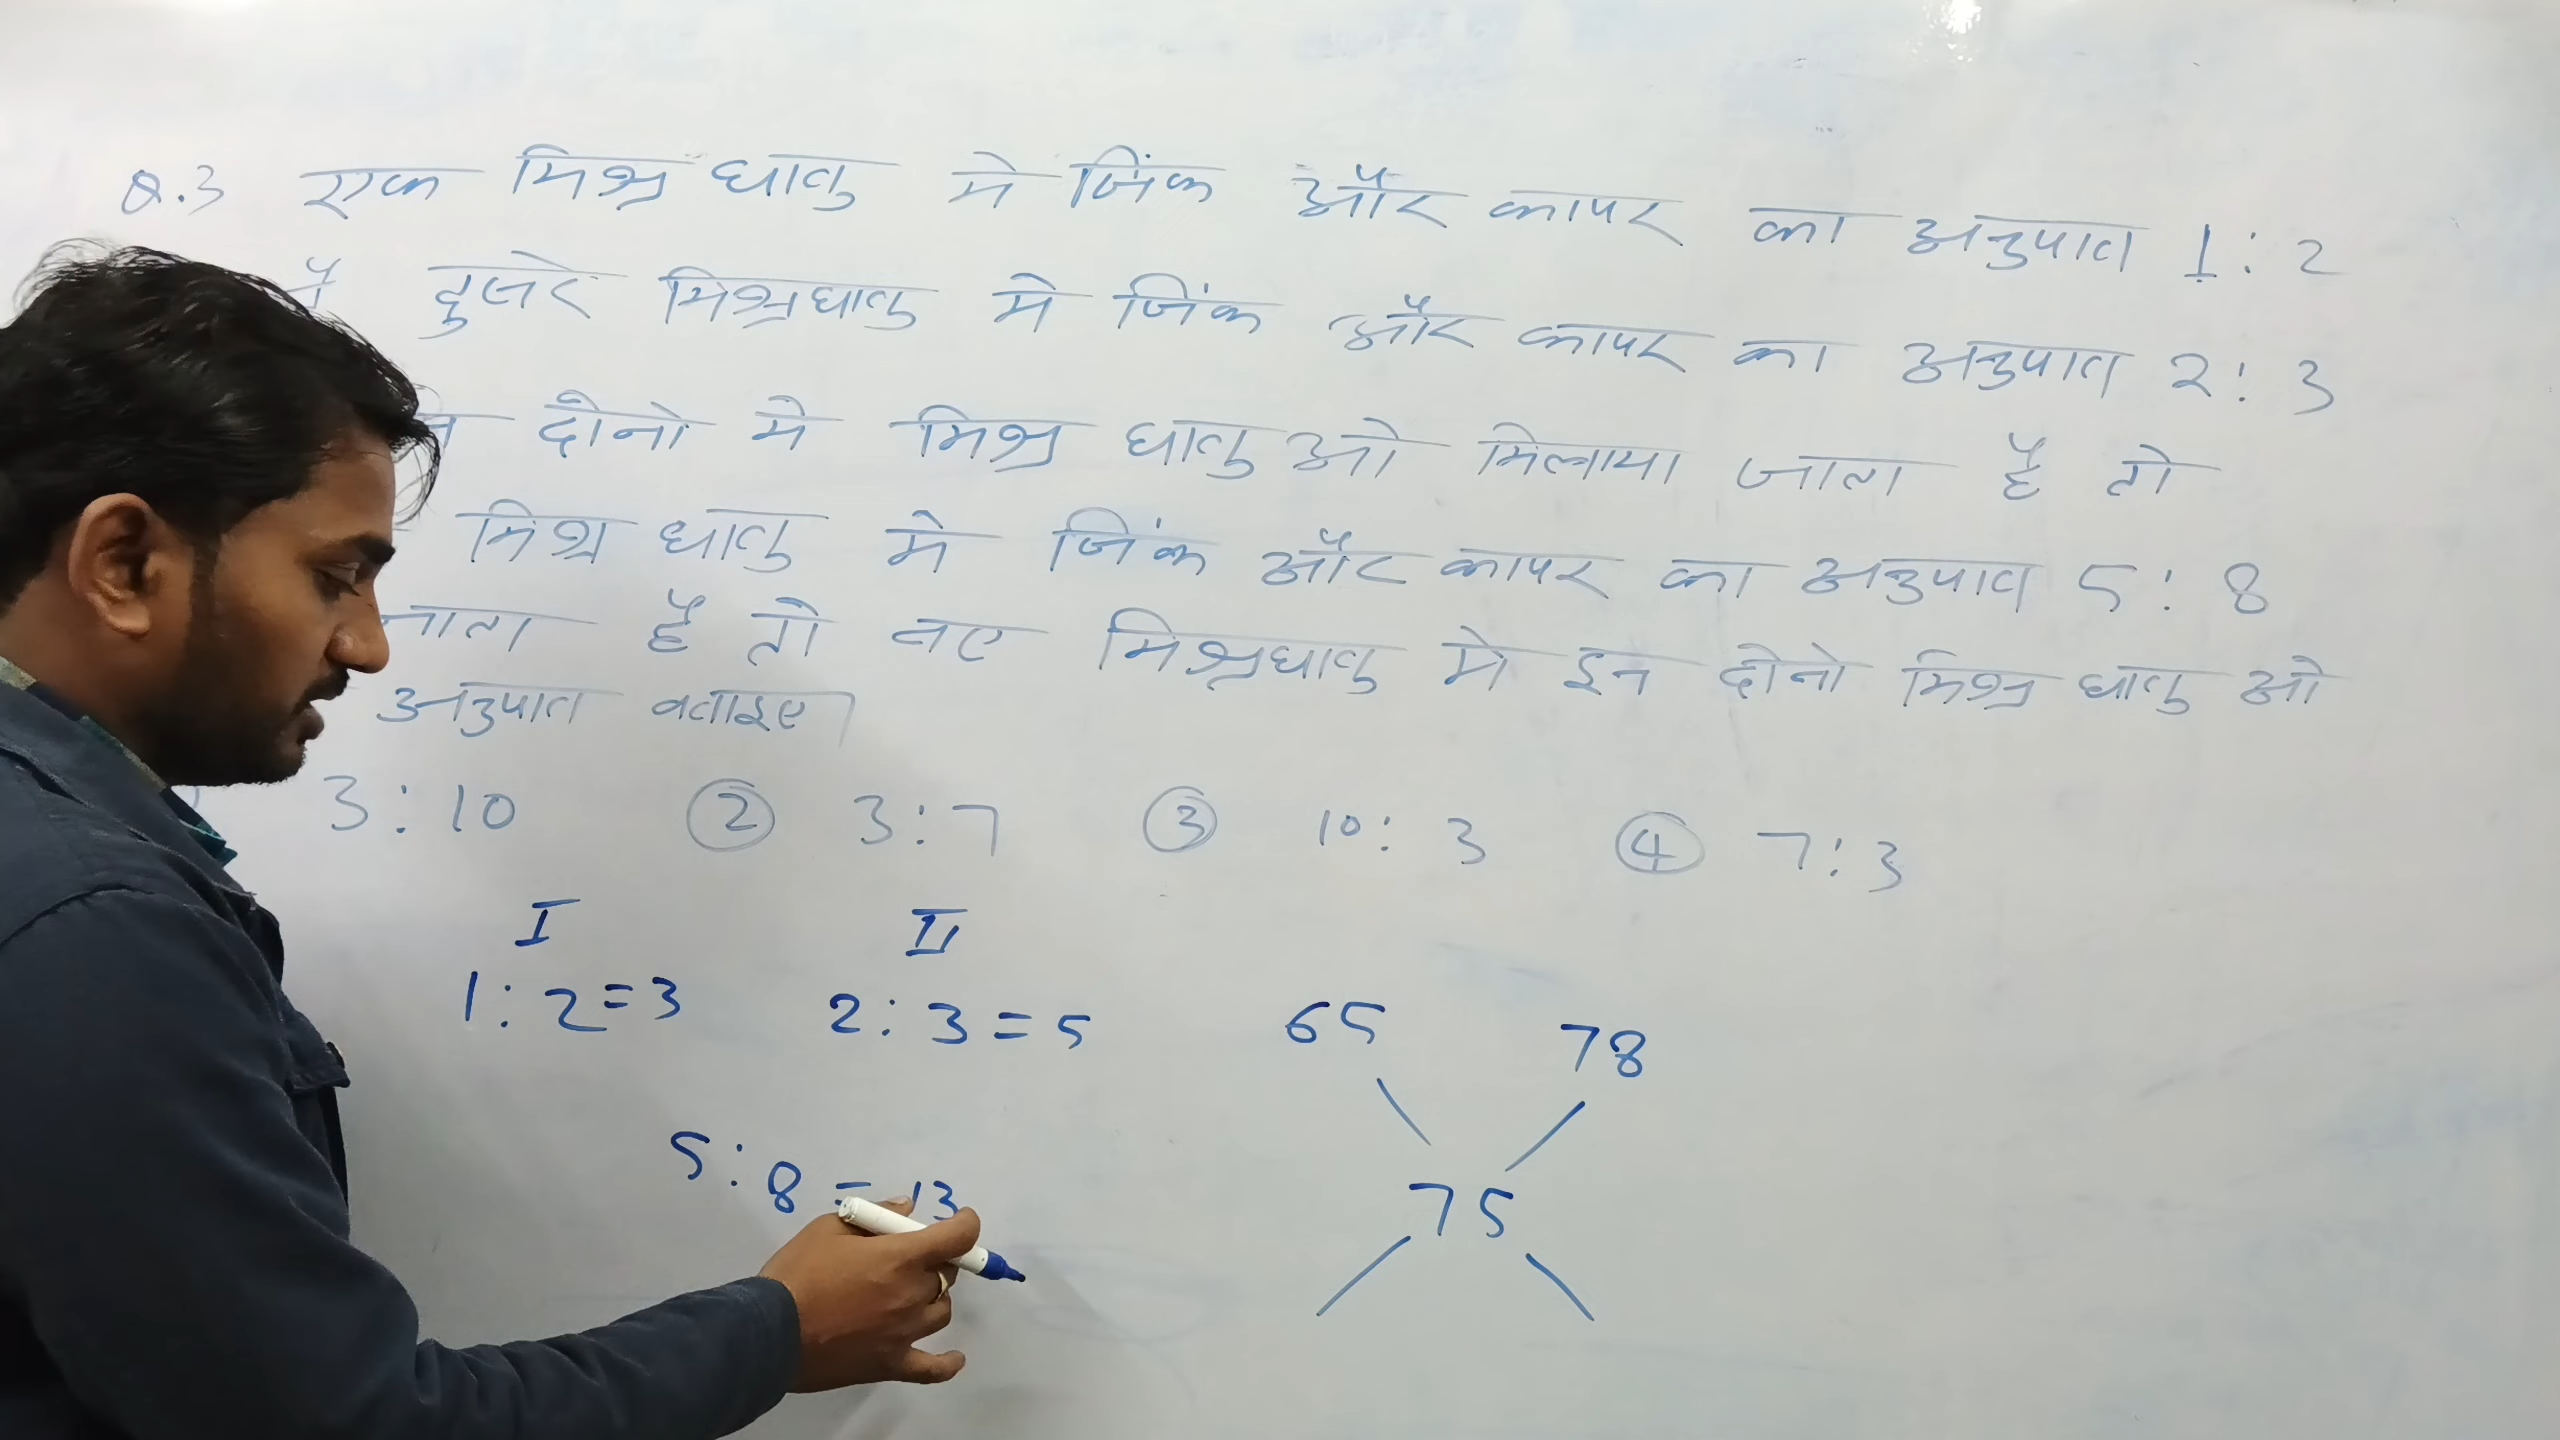 Q.3 एक मिश्र धातु मे जिंक और कापर का अनुपात 1 : 2
दुसरे मिश्रधातु मे जिंक और कापर का अनुपात 2 : 3
दोनो मे मिश्र धातु ओ मिलाया जाता है तो
मिश्र धातु मे जिंक और कापर का अनुपात 5 : 8
जाता है तो नए मिश्रधातु मे इन दोनो मिश्र धातु ओ
अनुपात बताइए
3 : 10 ② 3 : 7 ③ 10 : 3 ④ 7 : 3
I II
1 : 2 = 3 2 : 3 = 5 65 78
5 : 8 = 13 75